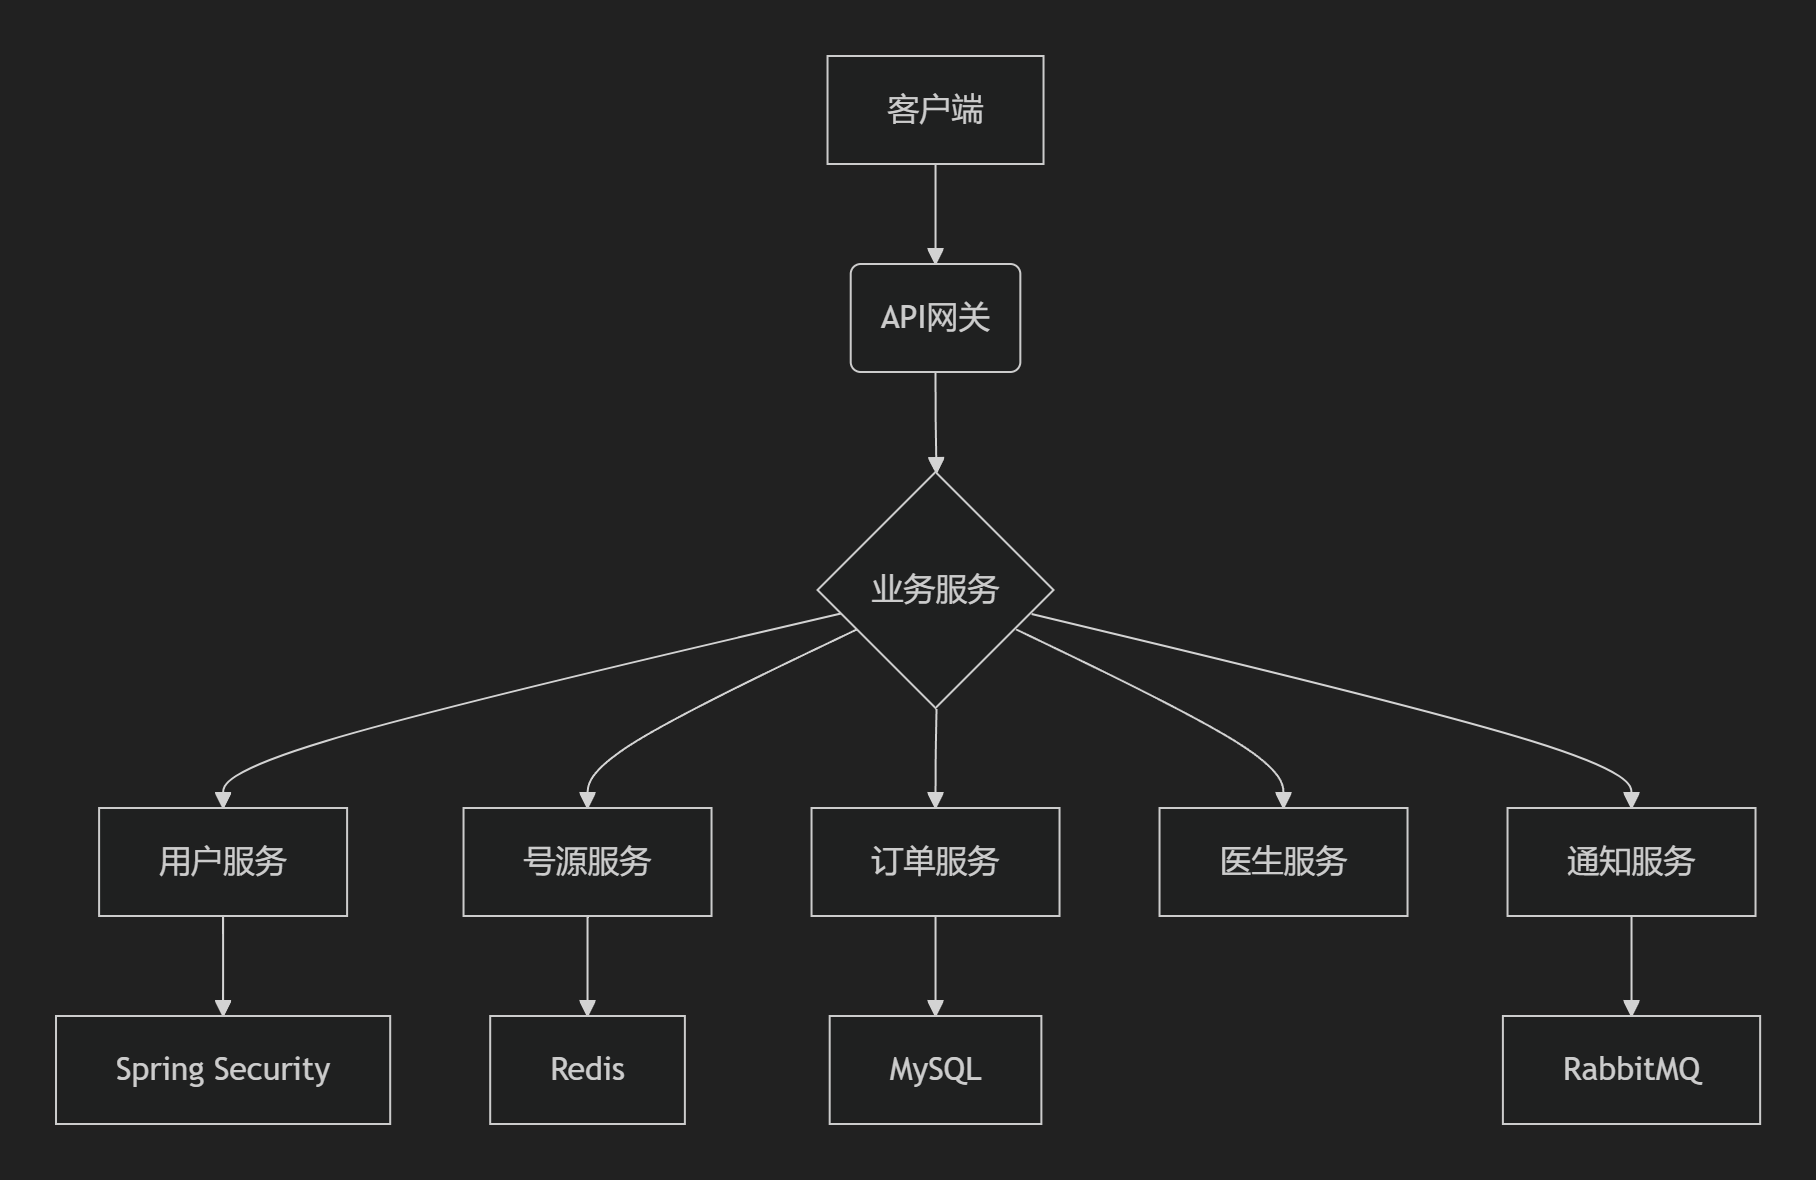 客户端
API网关
业务服务
用户服务
号源服务
订单服务
医生服务
通知服务
Spring Security
Redis
MySQL
RabbitMQ